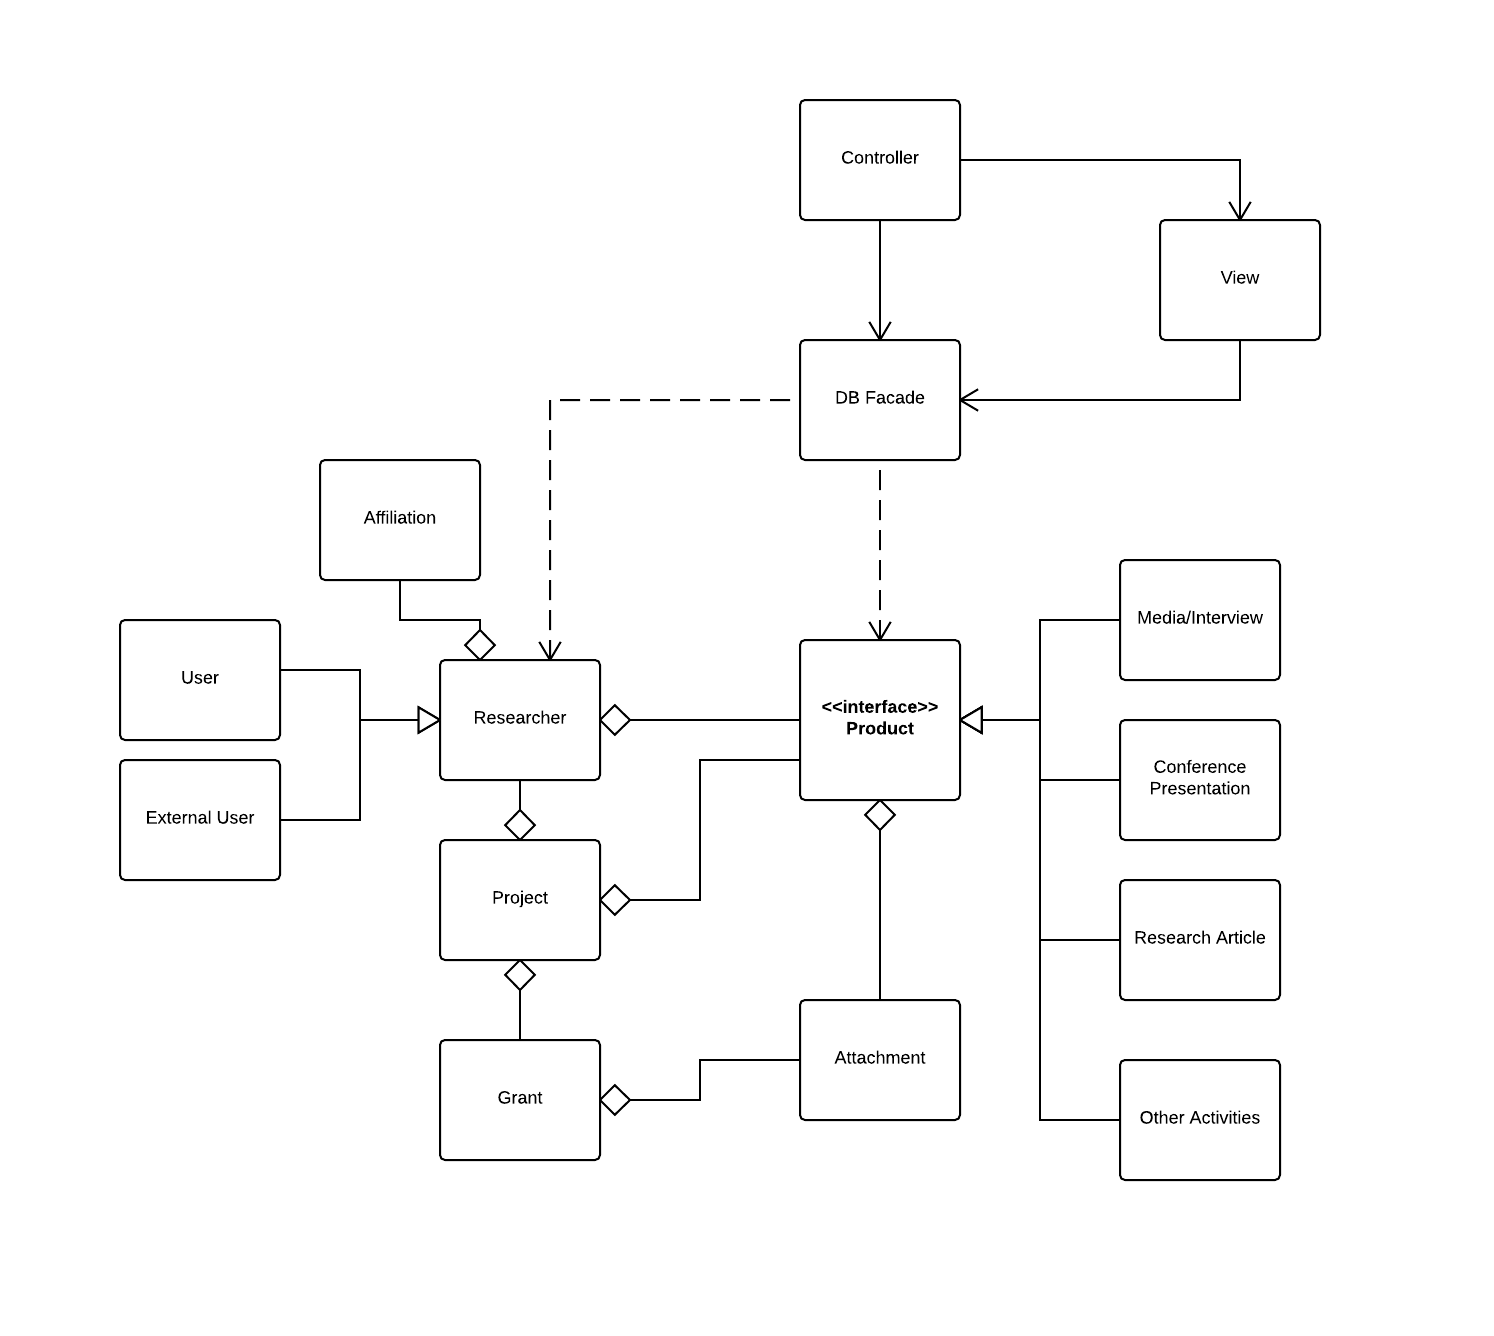 Controller
View
DB Facade
Affiliation
Media/Interview
User
Researcher
<<interface>>
Product
Conference
Presentation
External User
Project
Research Article
Grant
Attachment
Other Activities